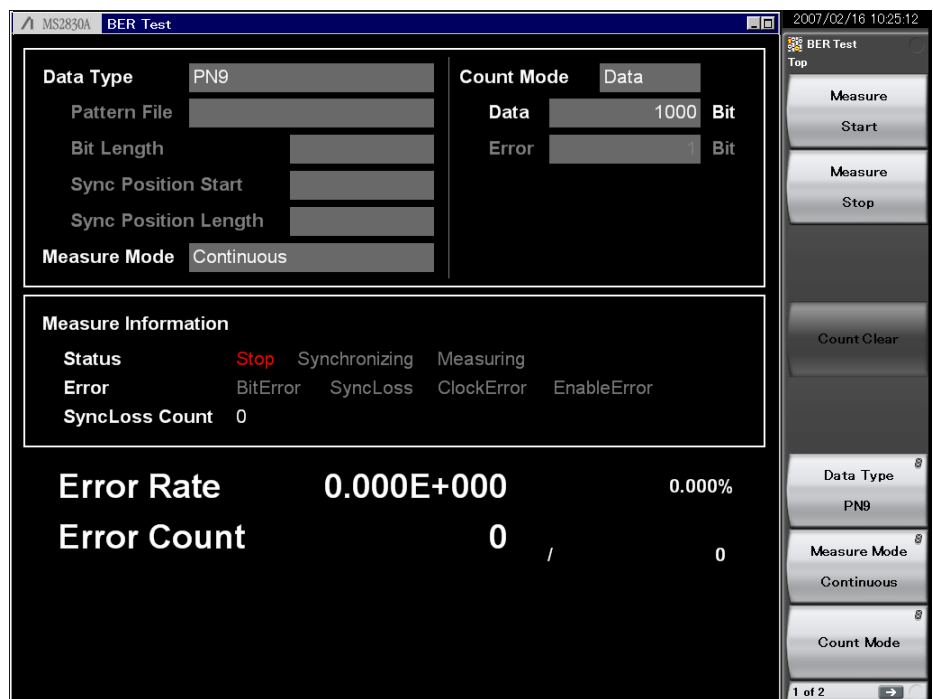 MS2830A BER Test
2007/02/16 10:25:12
Data Type PN9
Pattern File
Bit Length
Sync Position Start
Sync Position Length
Measure Mode Continuous
Count Mode Data
Data 1000 Bit
Error 1 Bit
Measure Information
Status Stop Synchronizing Measuring
Error BitError SyncLoss ClockError EnableError
SyncLoss Count 0
Error Rate 0.000E+000 0.000%
Error Count 0 / 0
BER Test
Top
Measure
Start
Measure
Stop
Count Clear
Data Type
PN9
Measure Mode
Continuous
Count Mode
1 of 2